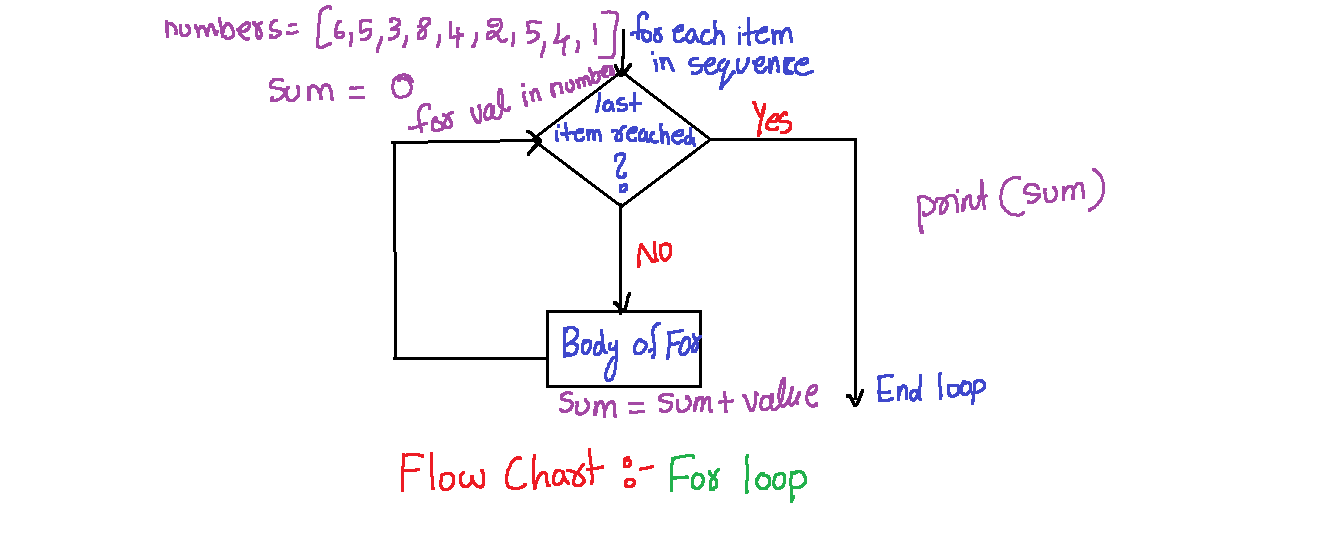 numbers= [6,5,3,8,4,2,5,4,1]
for each item
in sequence
sum = 0
for val in number
last
item reached
?
Yes
print (sum)
No
Body of For
sum = sum + value
End loop
Flow Chart :- For loop